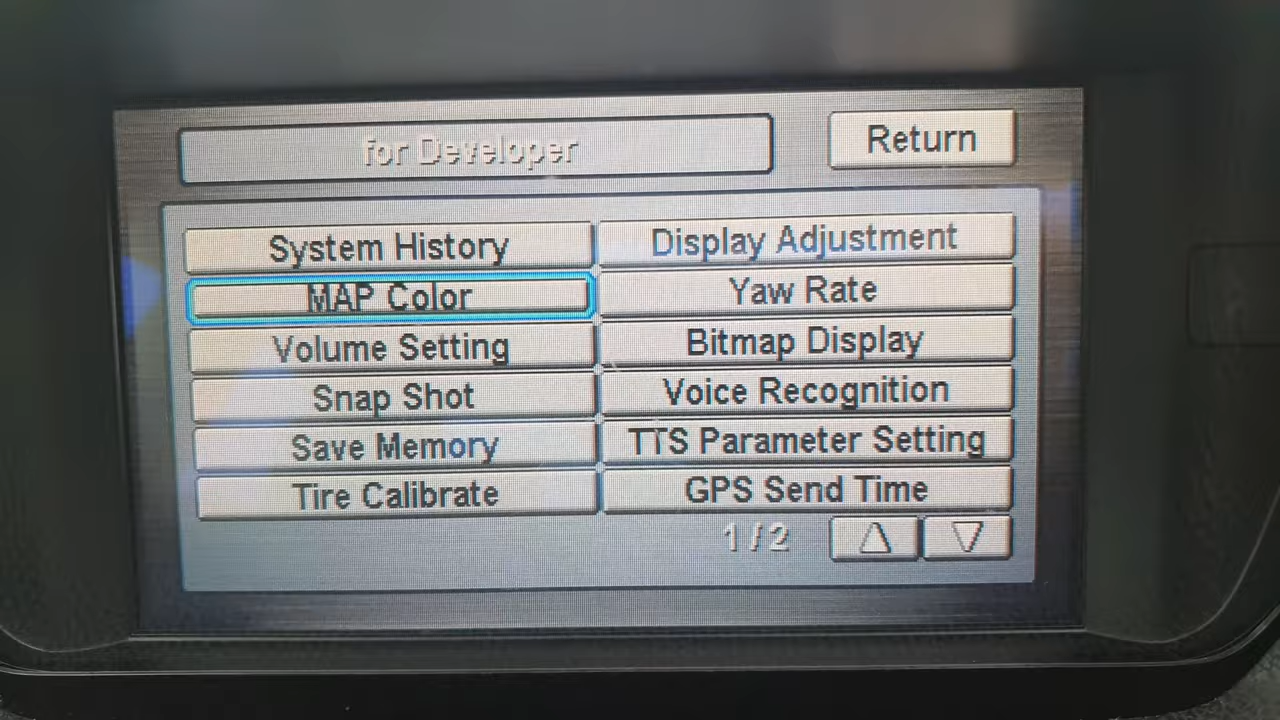 for Developer
Return
System History
Display Adjustment
MAP Color
Yaw Rate
Volume Setting
Bitmap Display
Snap Shot
Voice Recognition
Save Memory
TTS Parameter Setting
Tire Calibrate
GPS Send Time
1/2